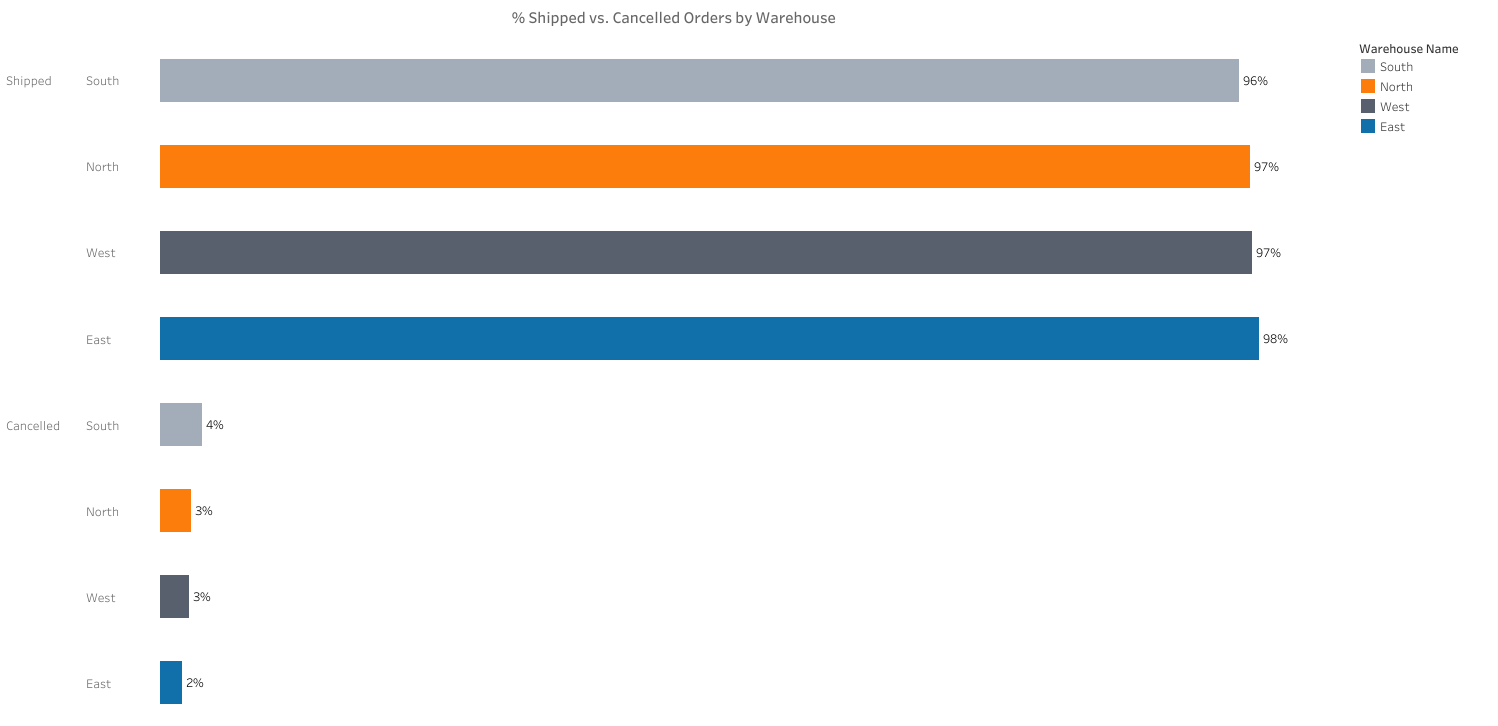 % Shipped vs. Cancelled Orders by Warehouse
Warehouse Name
South
North
West
East
Shipped South 96%
North 97%
West 97%
East 98%
Cancelled South 4%
North 3%
West 3%
East 2%